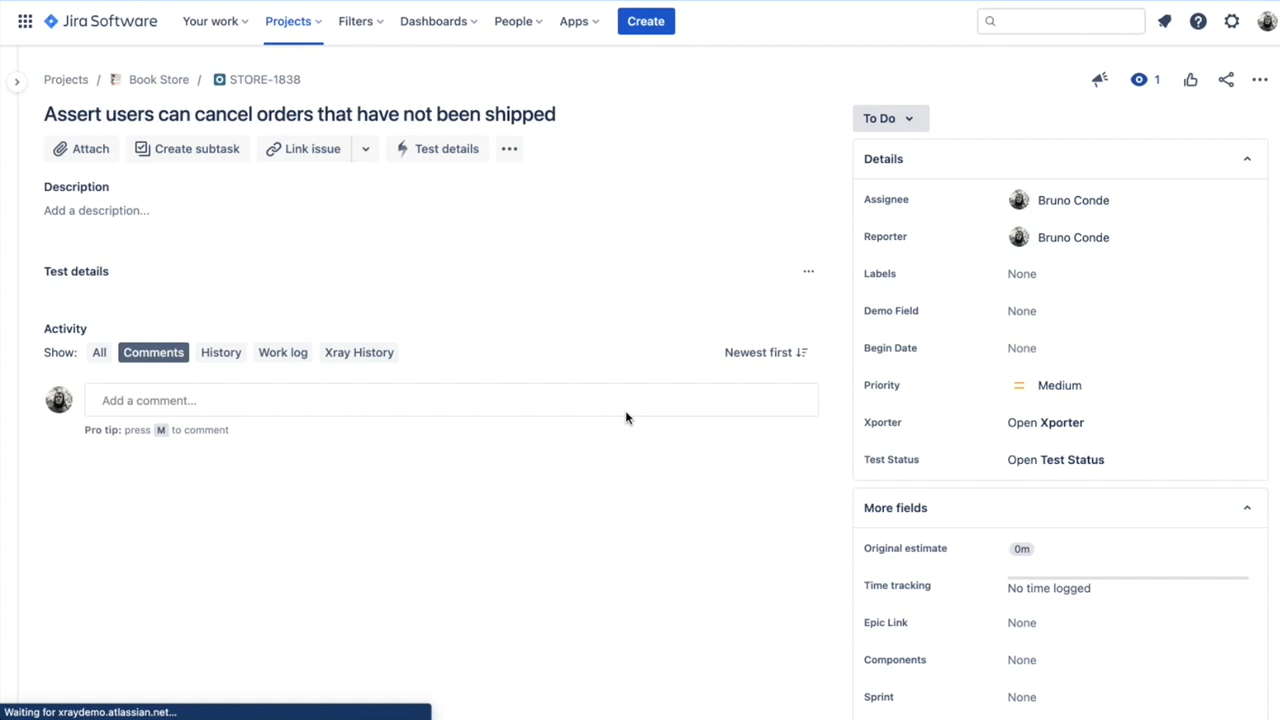 Jira Software Your work Projects Filters Dashboards People Apps Create
Projects / Book Store / STORE-1838
1
Assert users can cancel orders that have not been shipped
To Do
Attach Create subtask Link issue Test details
Details
Description
Add a description...
Assignee Bruno Conde
Reporter Bruno Conde
Test details
Labels None
Demo Field None
Activity
Show: All Comments History Work log Xray History Newest first
Begin Date None
Priority Medium
Add a comment...
Pro tip: press M to comment
Xporter Open Xporter
Test Status Open Test Status
More fields
Original estimate 0m
Time tracking No time logged
Epic Link None
Components None
Sprint None
Waiting for xraydemo.atlassian.net...